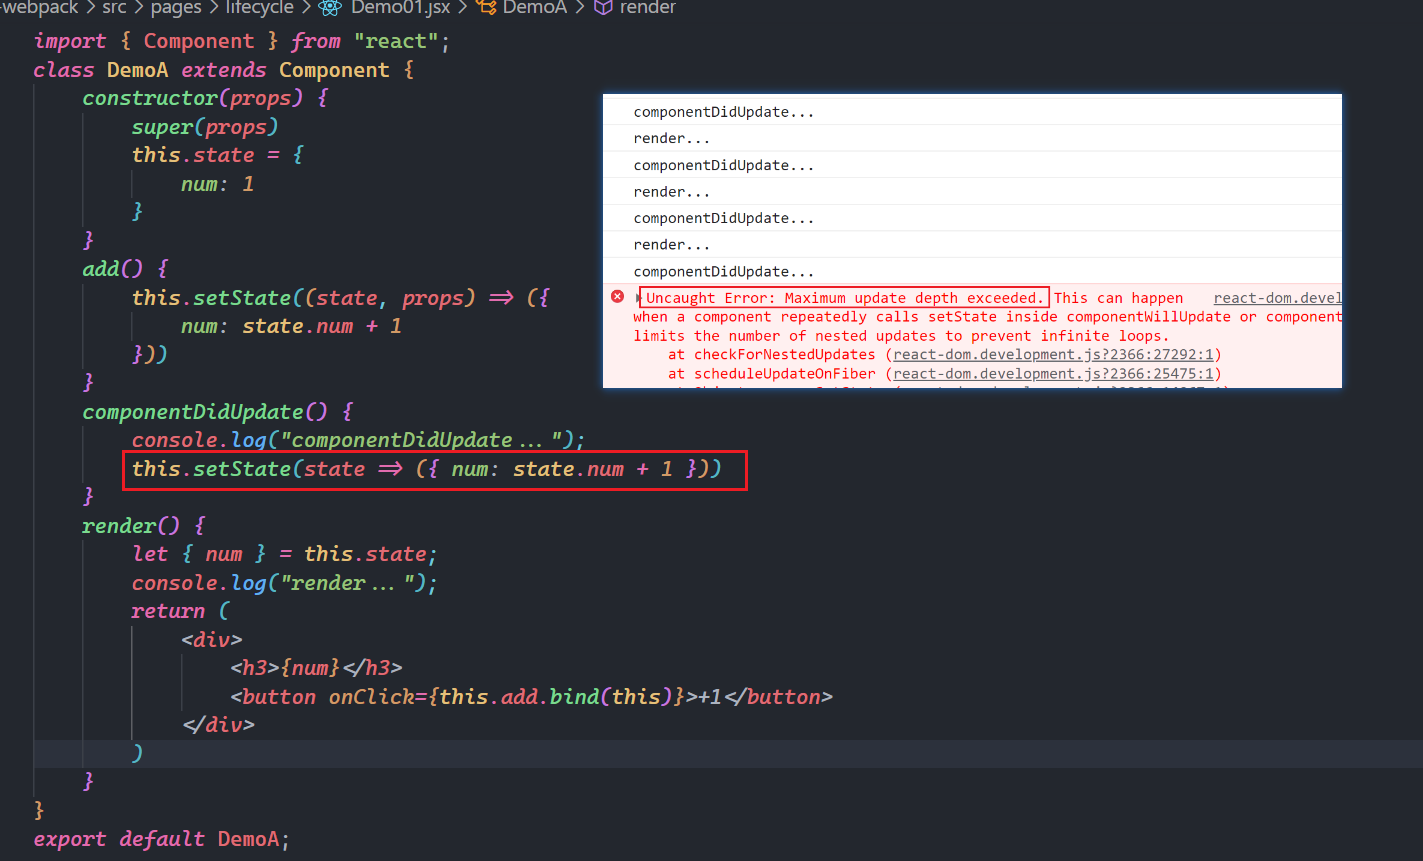 -webpack > src > pages > lifecycle > Demo01.jsx > DemoA > render
import { Component } from "react";
class DemoA extends Component {
constructor(props) {
super(props)
this.state = {
num: 1
}
}
add() {
this.setState((state, props) => ({
num: state.num + 1
}))
}
componentDidUpdate() {
console.log("componentDidUpdate...");
this.setState(state => ({ num: state.num + 1 }))
}
render() {
let { num } = this.state;
console.log("render...");
return (
<div>
<h3>{num}</h3>
<button onClick={this.add.bind(this)}>+1</button>
</div>
)
}
}
export default DemoA;
componentDidUpdate...
render...
componentDidUpdate...
render...
componentDidUpdate...
render...
componentDidUpdate...
Uncaught Error: Maximum update depth exceeded. This can happen react-dom.devel
when a component repeatedly calls setState inside componentWillUpdate or component
limits the number of nested updates to prevent infinite loops.
at checkForNestedUpdates (react-dom.development.js?2366:27292:1)
at scheduleUpdateOnFiber (react-dom.development.js?2366:25475:1)